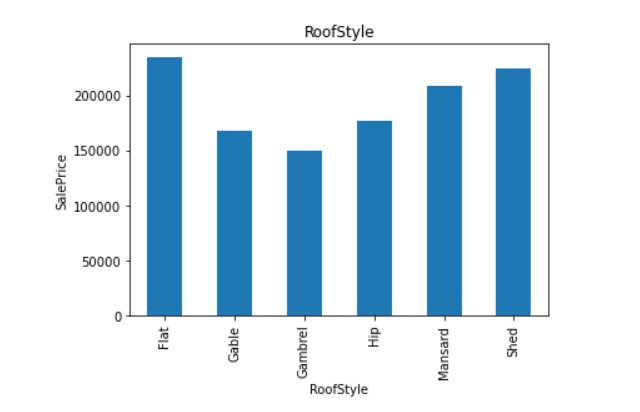 RoofStyle
SalePrice
200000
150000
100000
50000
0
Flat
Gable
Gambrel
Hip
Mansard
Shed
RoofStyle